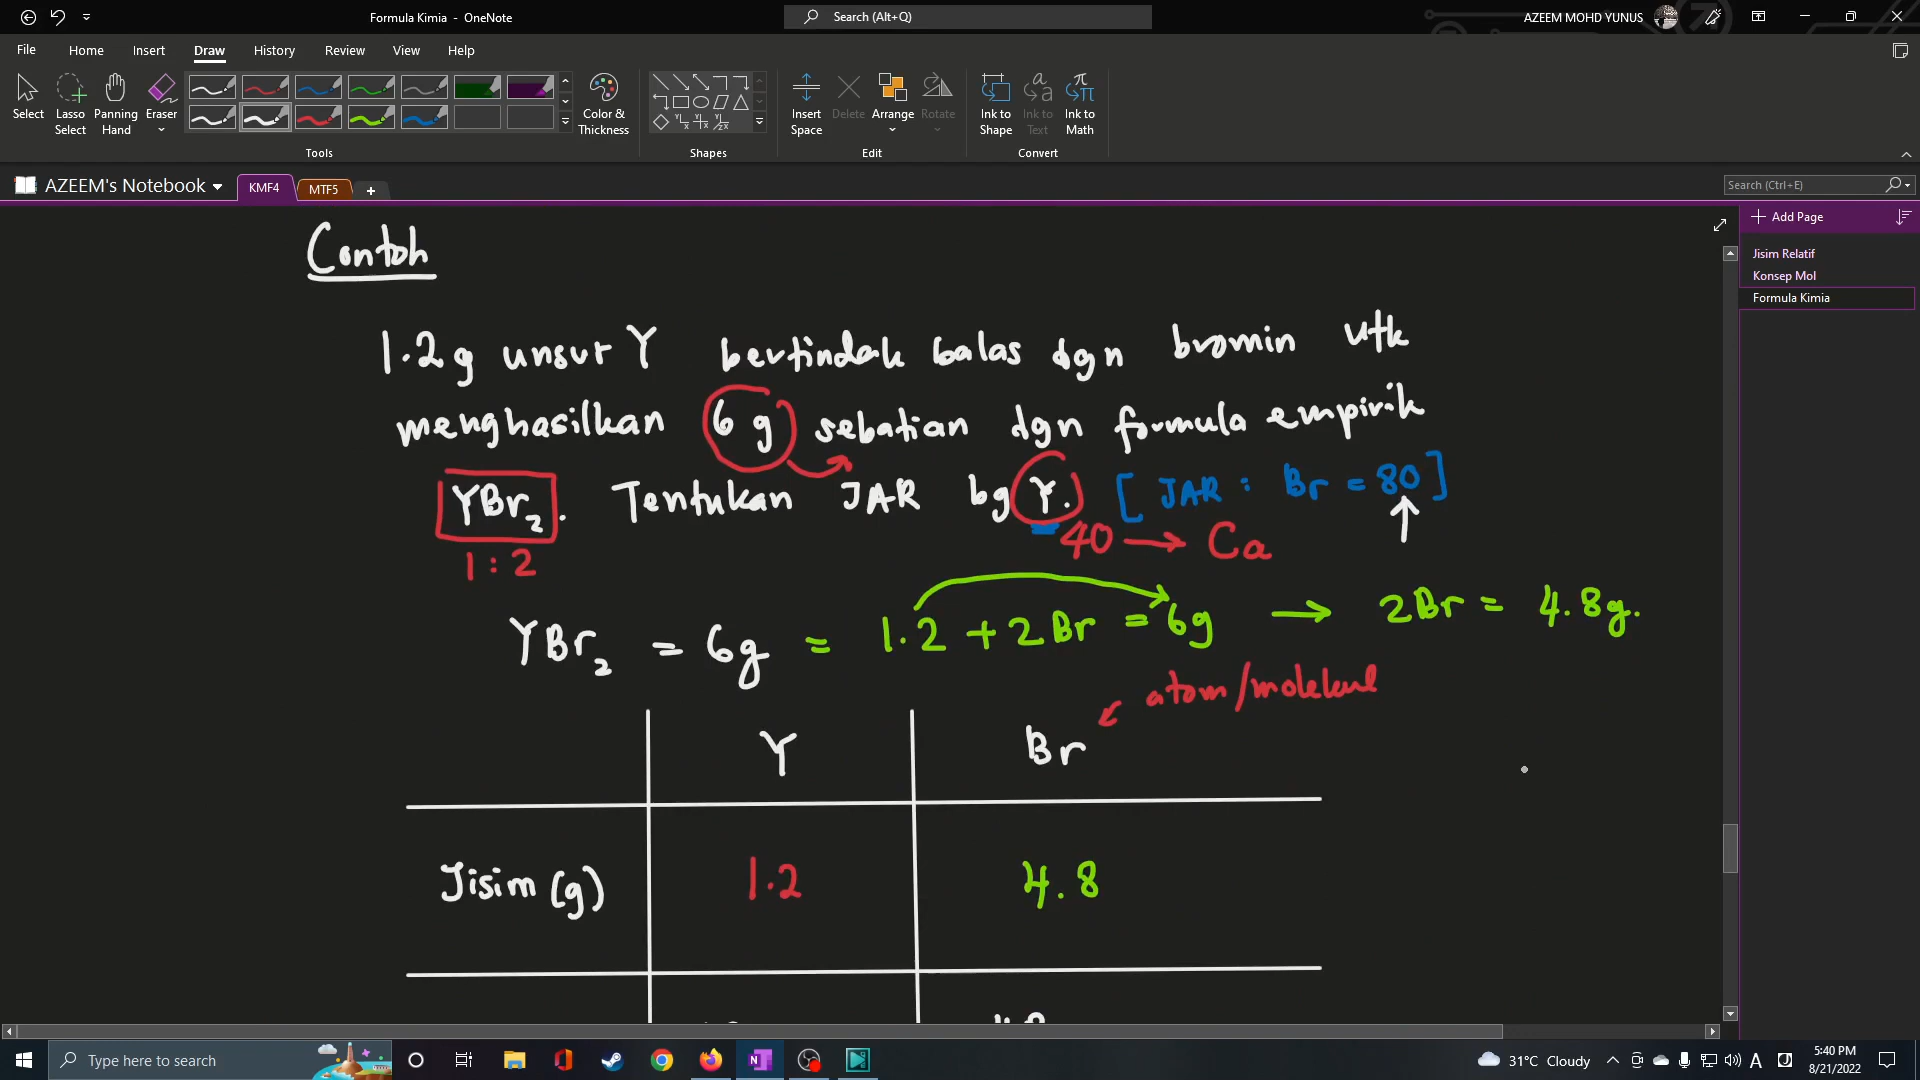 Formula Kimia - OneNote
Search (Alt+Q)
AZEEM MOHD YUNUS
File Home Insert Draw History Review View Help
Select
Lasso Select
Panning Hand
Eraser
Color & Thickness
Insert Space
Delete
Arrange
Rotate
Ink to Shape
Ink to Text
Ink to Math
Tools
Shapes
Edit
Convert
AZEEM's Notebook
KMF4
MTF5
Search (Ctrl+E)
Add Page
Jisim Relatif
Konsep Mol
Formula Kimia
Contoh
1.2g unsur Y bertindak balas dgn bromin utk
menghasilkan 6 g sebatian dgn formula empirik
YBr₂. Tentukan JAR bg Y. [JAR : Br = 80]
1 : 2
40 → Ca
YBr₂ = 6g = 1.2 + 2Br = 6g → 2Br = 4.8g.
atom/molekul
Y Br
Jisim (g) 1.2 4.8
Type here to search
31°C Cloudy
A
5:40 PM
8/21/2022